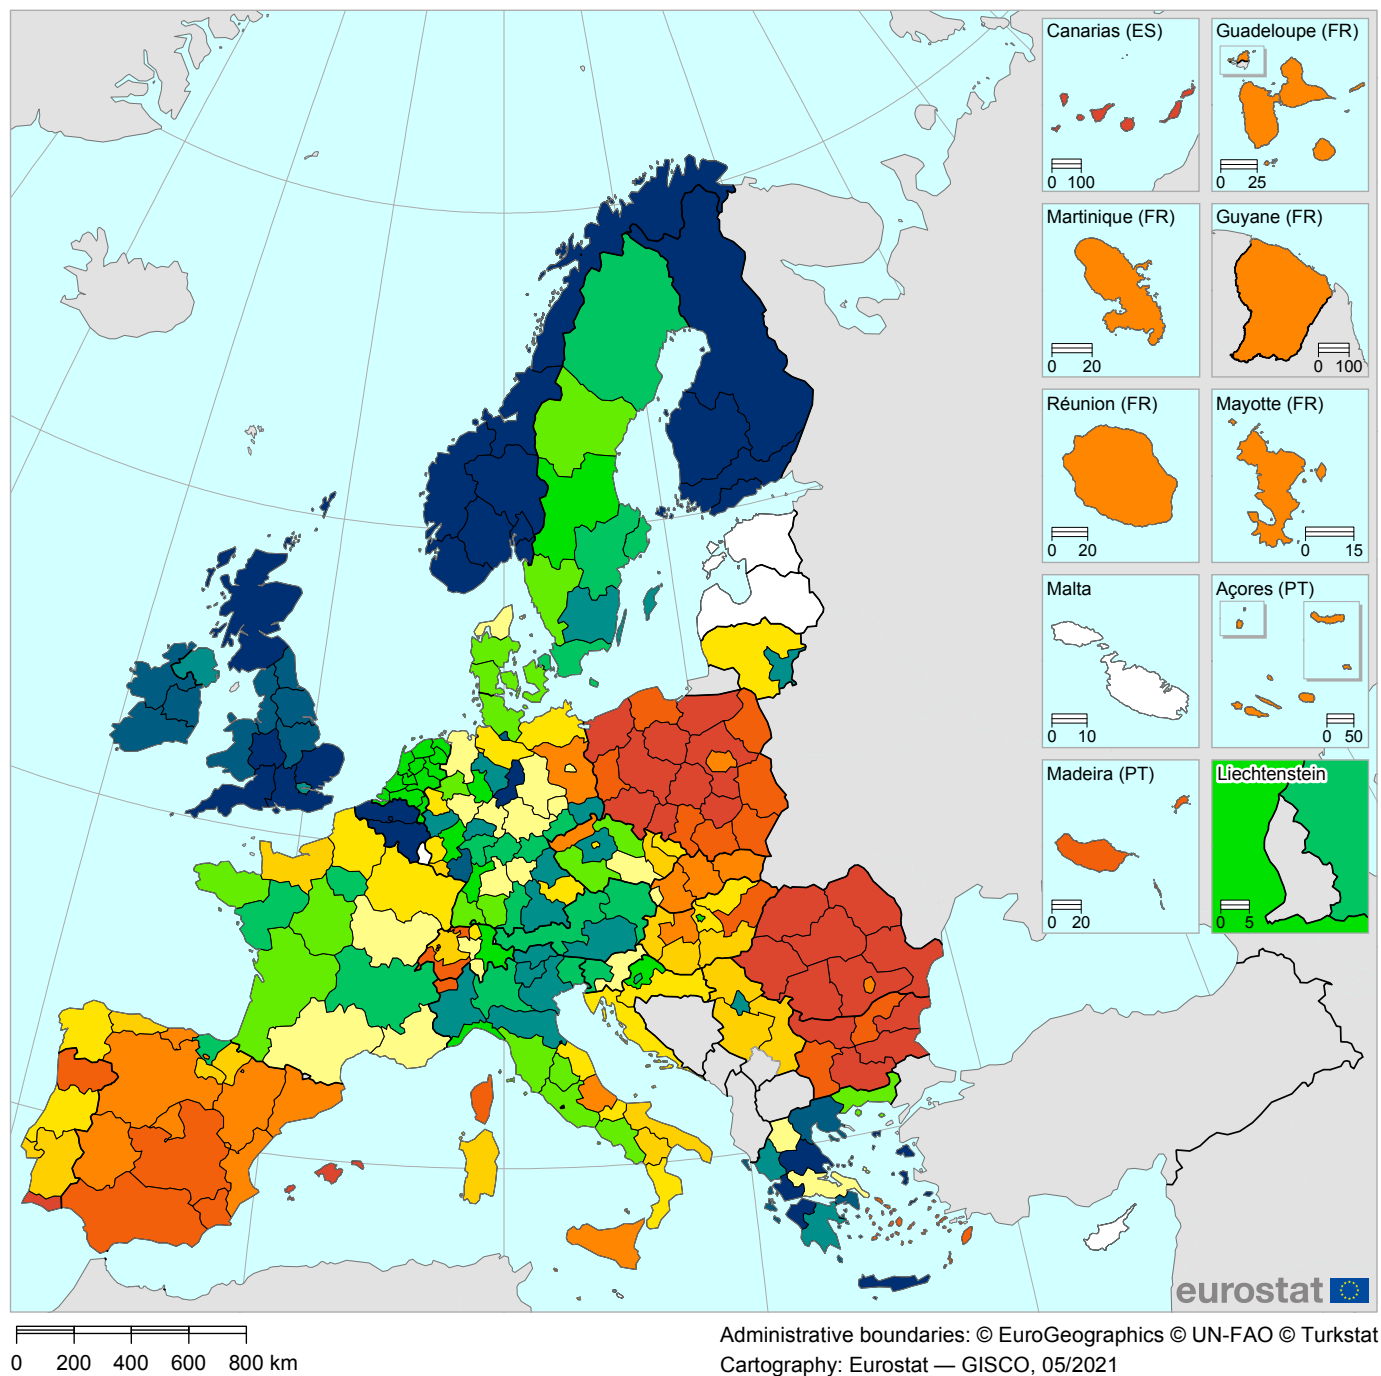 Canarias (ES)
0 100
Guadeloupe (FR)
0 25
Martinique (FR)
0 20
Guyane (FR)
0 100
Réunion (FR)
0 20
Mayotte (FR)
0 15
Malta
0 10
Açores (PT)
0 50
Madeira (PT)
0 20
Liechtenstein
0 5
eurostat
0 200 400 600 800 km
Administrative boundaries: © EuroGeographics © UN-FAO © Turkstat
Cartography: Eurostat — GISCO, 05/2021